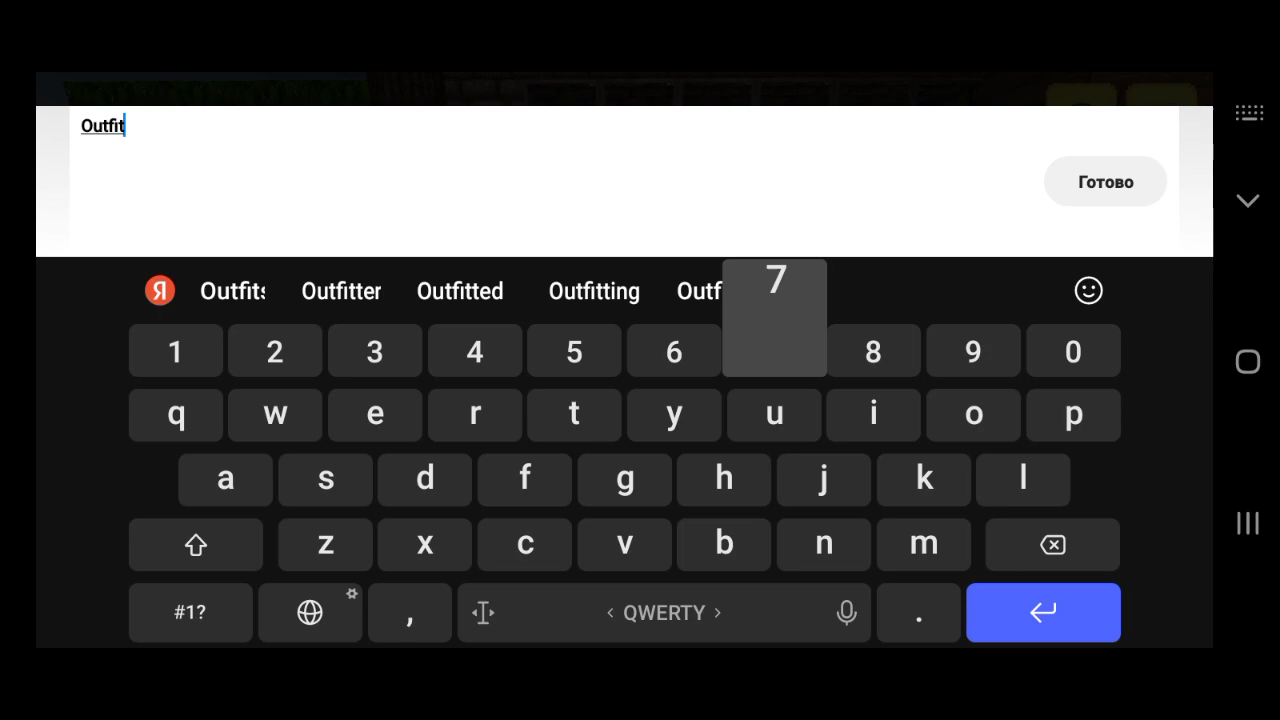 Outfit
Готово
Я Outfits Outfitter Outfitted Outfitting Outf
1 2 3 4 5 6 7 8 9 0
q w e r t y u i o p
a s d f g h j k l
z x c v b n m
#1? , QWERTY .